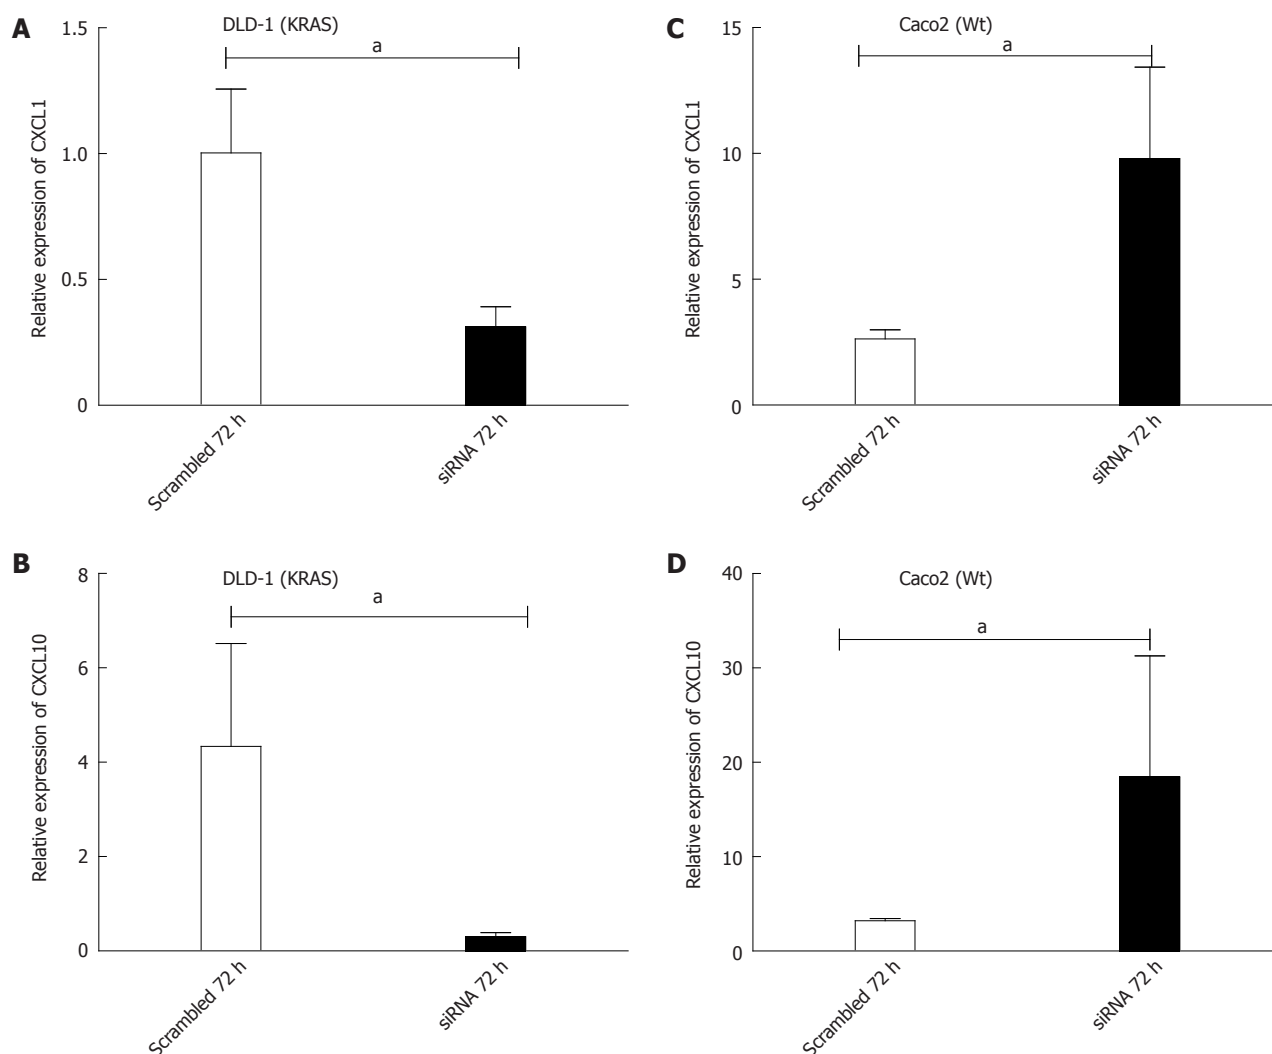 A
DLD-1 (KRAS)
a
Relative expression of CXCL1
1.5
1.0
0.5
0
Scrambled 72 h
siRNA 72 h
C
Caco2 (Wt)
a
Relative expression of CXCL1
15
10
5
0
Scrambled 72 h
siRNA 72 h
B
DLD-1 (KRAS)
a
Relative expression of CXCL10
8
6
4
2
0
Scrambled 72 h
siRNA 72 h
D
Caco2 (Wt)
a
Relative expression of CXCL10
40
30
20
10
0
Scrambled 72 h
siRNA 72 h